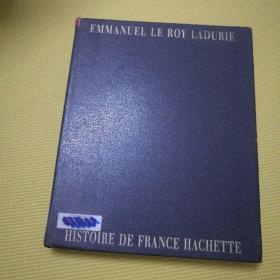 EMMANUEL LE ROY LADURIE
HISTOIRE DE FRANCE HACHETTE